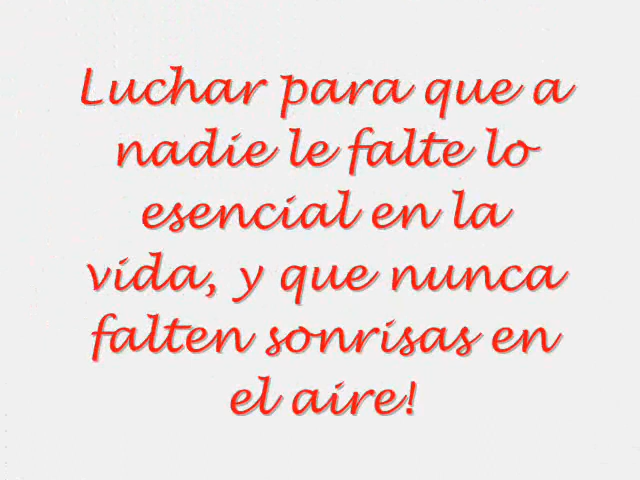 Luchar para que a
nadie le falte lo
esencial en la
vida, y que nunca
falten sonrisas en
el aire!